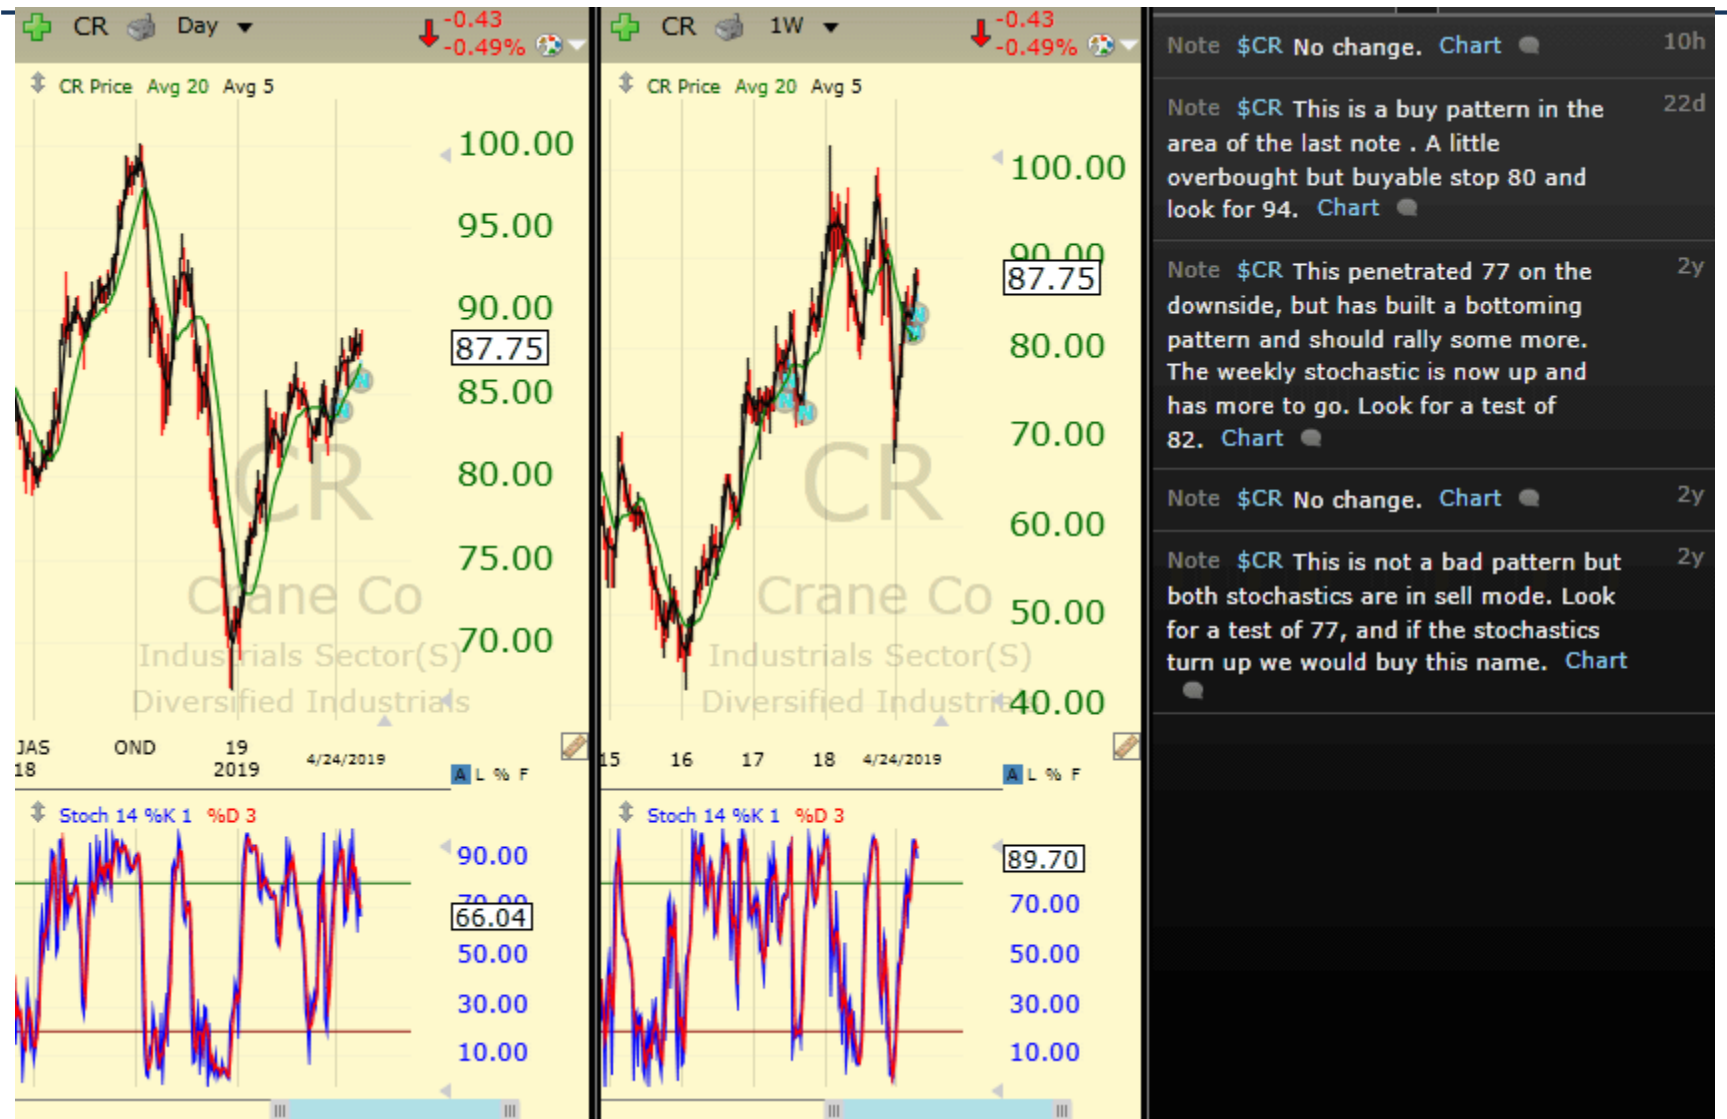 CR Day
-0.43
-0.49%
CR Price Avg 20 Avg 5
100.00
95.00
90.00
87.75
85.00
80.00
75.00
70.00
CR
Crane Co
Industrials Sector(S)
Diversified Industrials
JAS OND 19
18 2019 4/24/2019
A L % F
Stoch 14 %K 1 %D 3
90.00
70.00
66.04
50.00
30.00
10.00
CR 1W
-0.43
-0.49%
CR Price Avg 20 Avg 5
100.00
90.00
87.75
80.00
70.00
60.00
50.00
40.00
CR
Crane Co
Industrials Sector(S)
Diversified Industrials
15 16 17 18 4/24/2019
A L % F
Stoch 14 %K 1 %D 3
89.70
70.00
50.00
30.00
10.00
Note $CR No change. Chart 10h
Note $CR This is a buy pattern in the 22d
area of the last note . A little
overbought but buyable stop 80 and
look for 94. Chart
Note $CR This penetrated 77 on the 2y
downside, but has built a bottoming
pattern and should rally some more.
The weekly stochastic is now up and
has more to go. Look for a test of
82. Chart
Note $CR No change. Chart 2y
Note $CR This is not a bad pattern but 2y
both stochastics are in sell mode. Look
for a test of 77, and if the stochastics
turn up we would buy this name. Chart